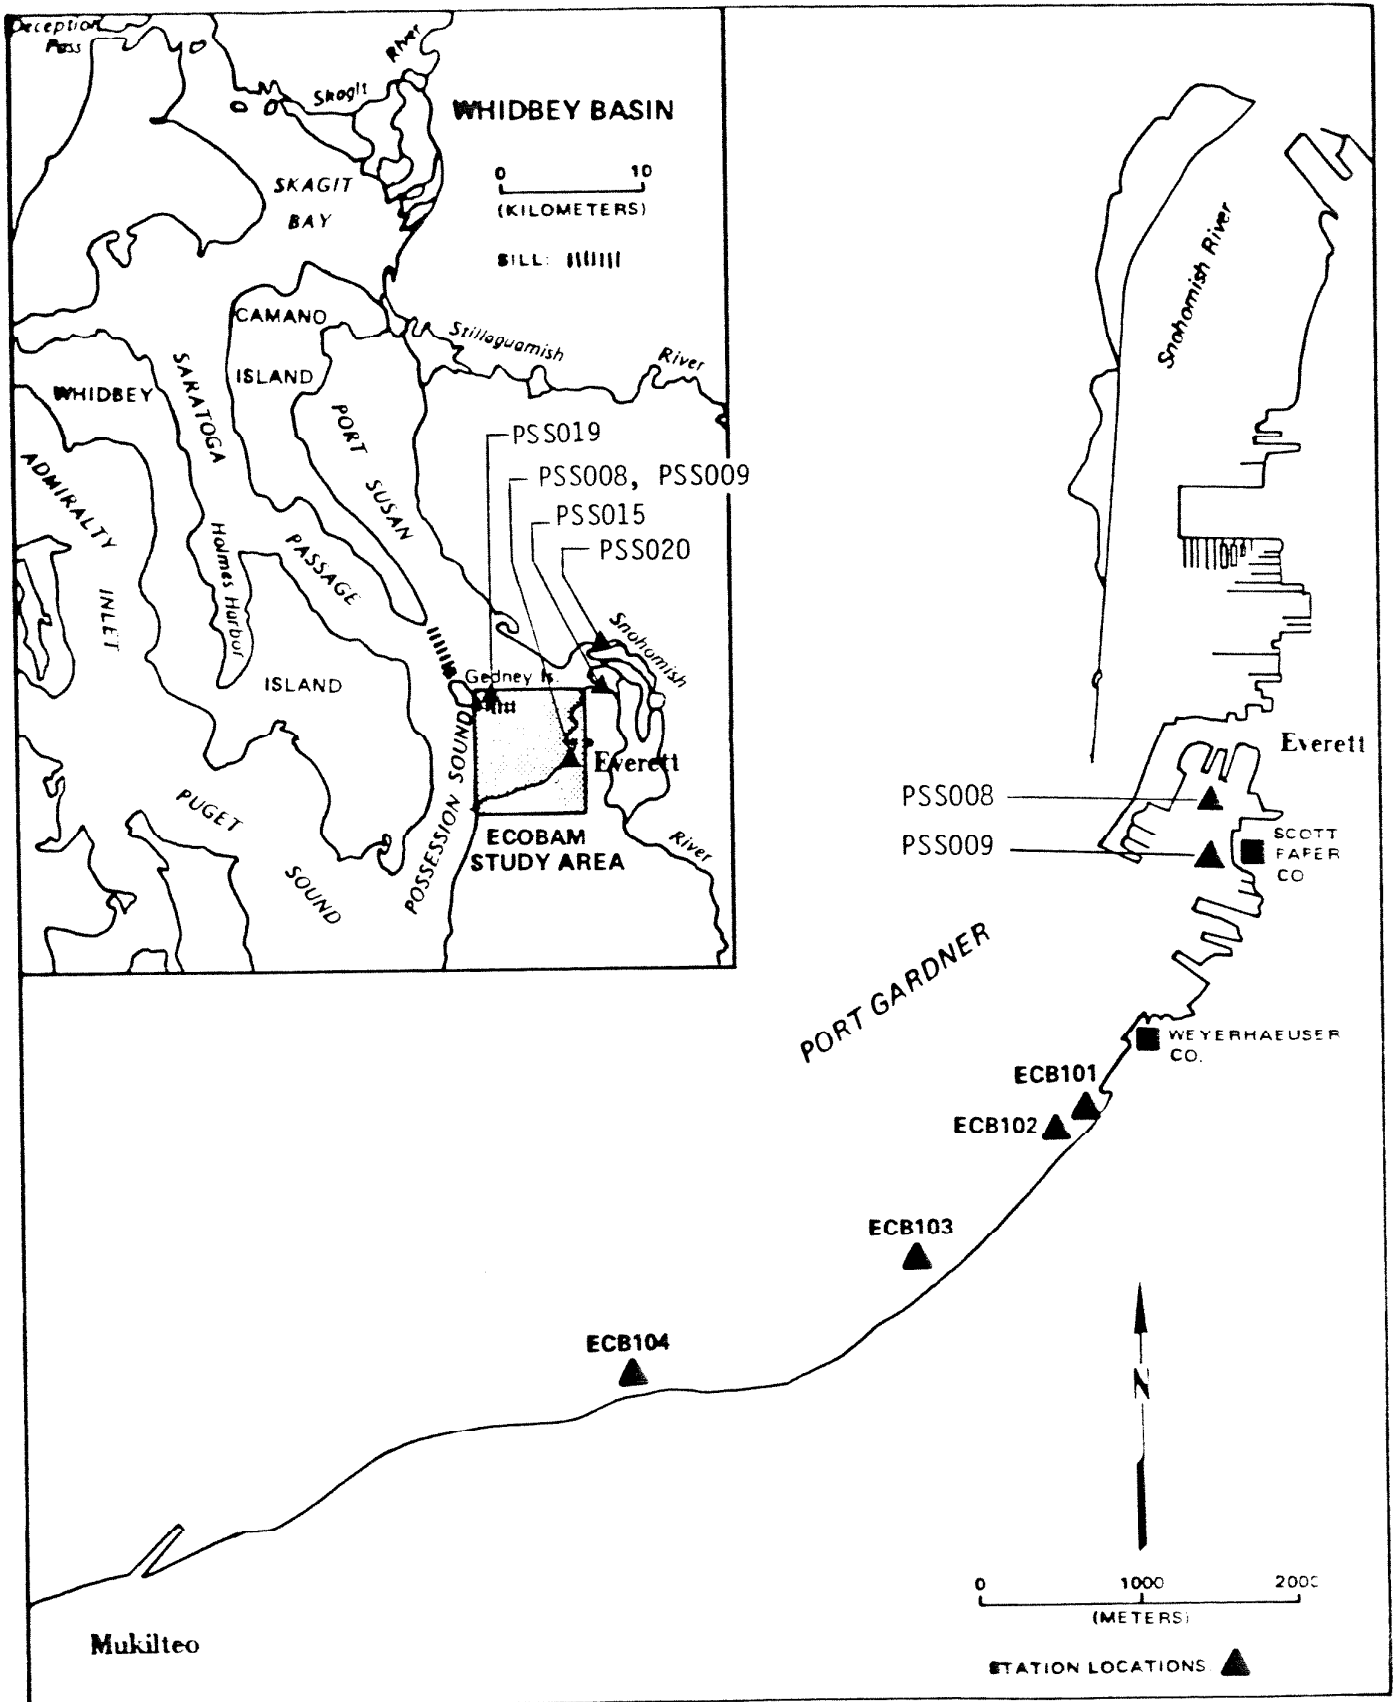 Deception
Pass
River
Skagit
WHIDBEY BASIN
0 10
(KILOMETERS)
SKAGIT
BAY
SILL:
CAMANO
ISLAND
Stillaguamish
River
WHIDBEY
SARATOGA
PASSAGE
PORT
SUSAN
PSS019
PSS008, PSS009
PSS015
PSS020
ADMIRALTY
INLET
Holmes Harbor
ISLAND
Snohomish
River
Gedney Is.
Everett
POSSESSION SOUND
ECOBAM
STUDY AREA
PUGET
SOUND
Snohomish River
Everett
PSS008
PSS009
SCOTT
PAPER
CO
PORT GARDNER
WEYERHAEUSER
CO.
ECB101
ECB102
ECB103
ECB104
N
0 1000 2000
(METERS)
Mukilteo
STATION LOCATIONS